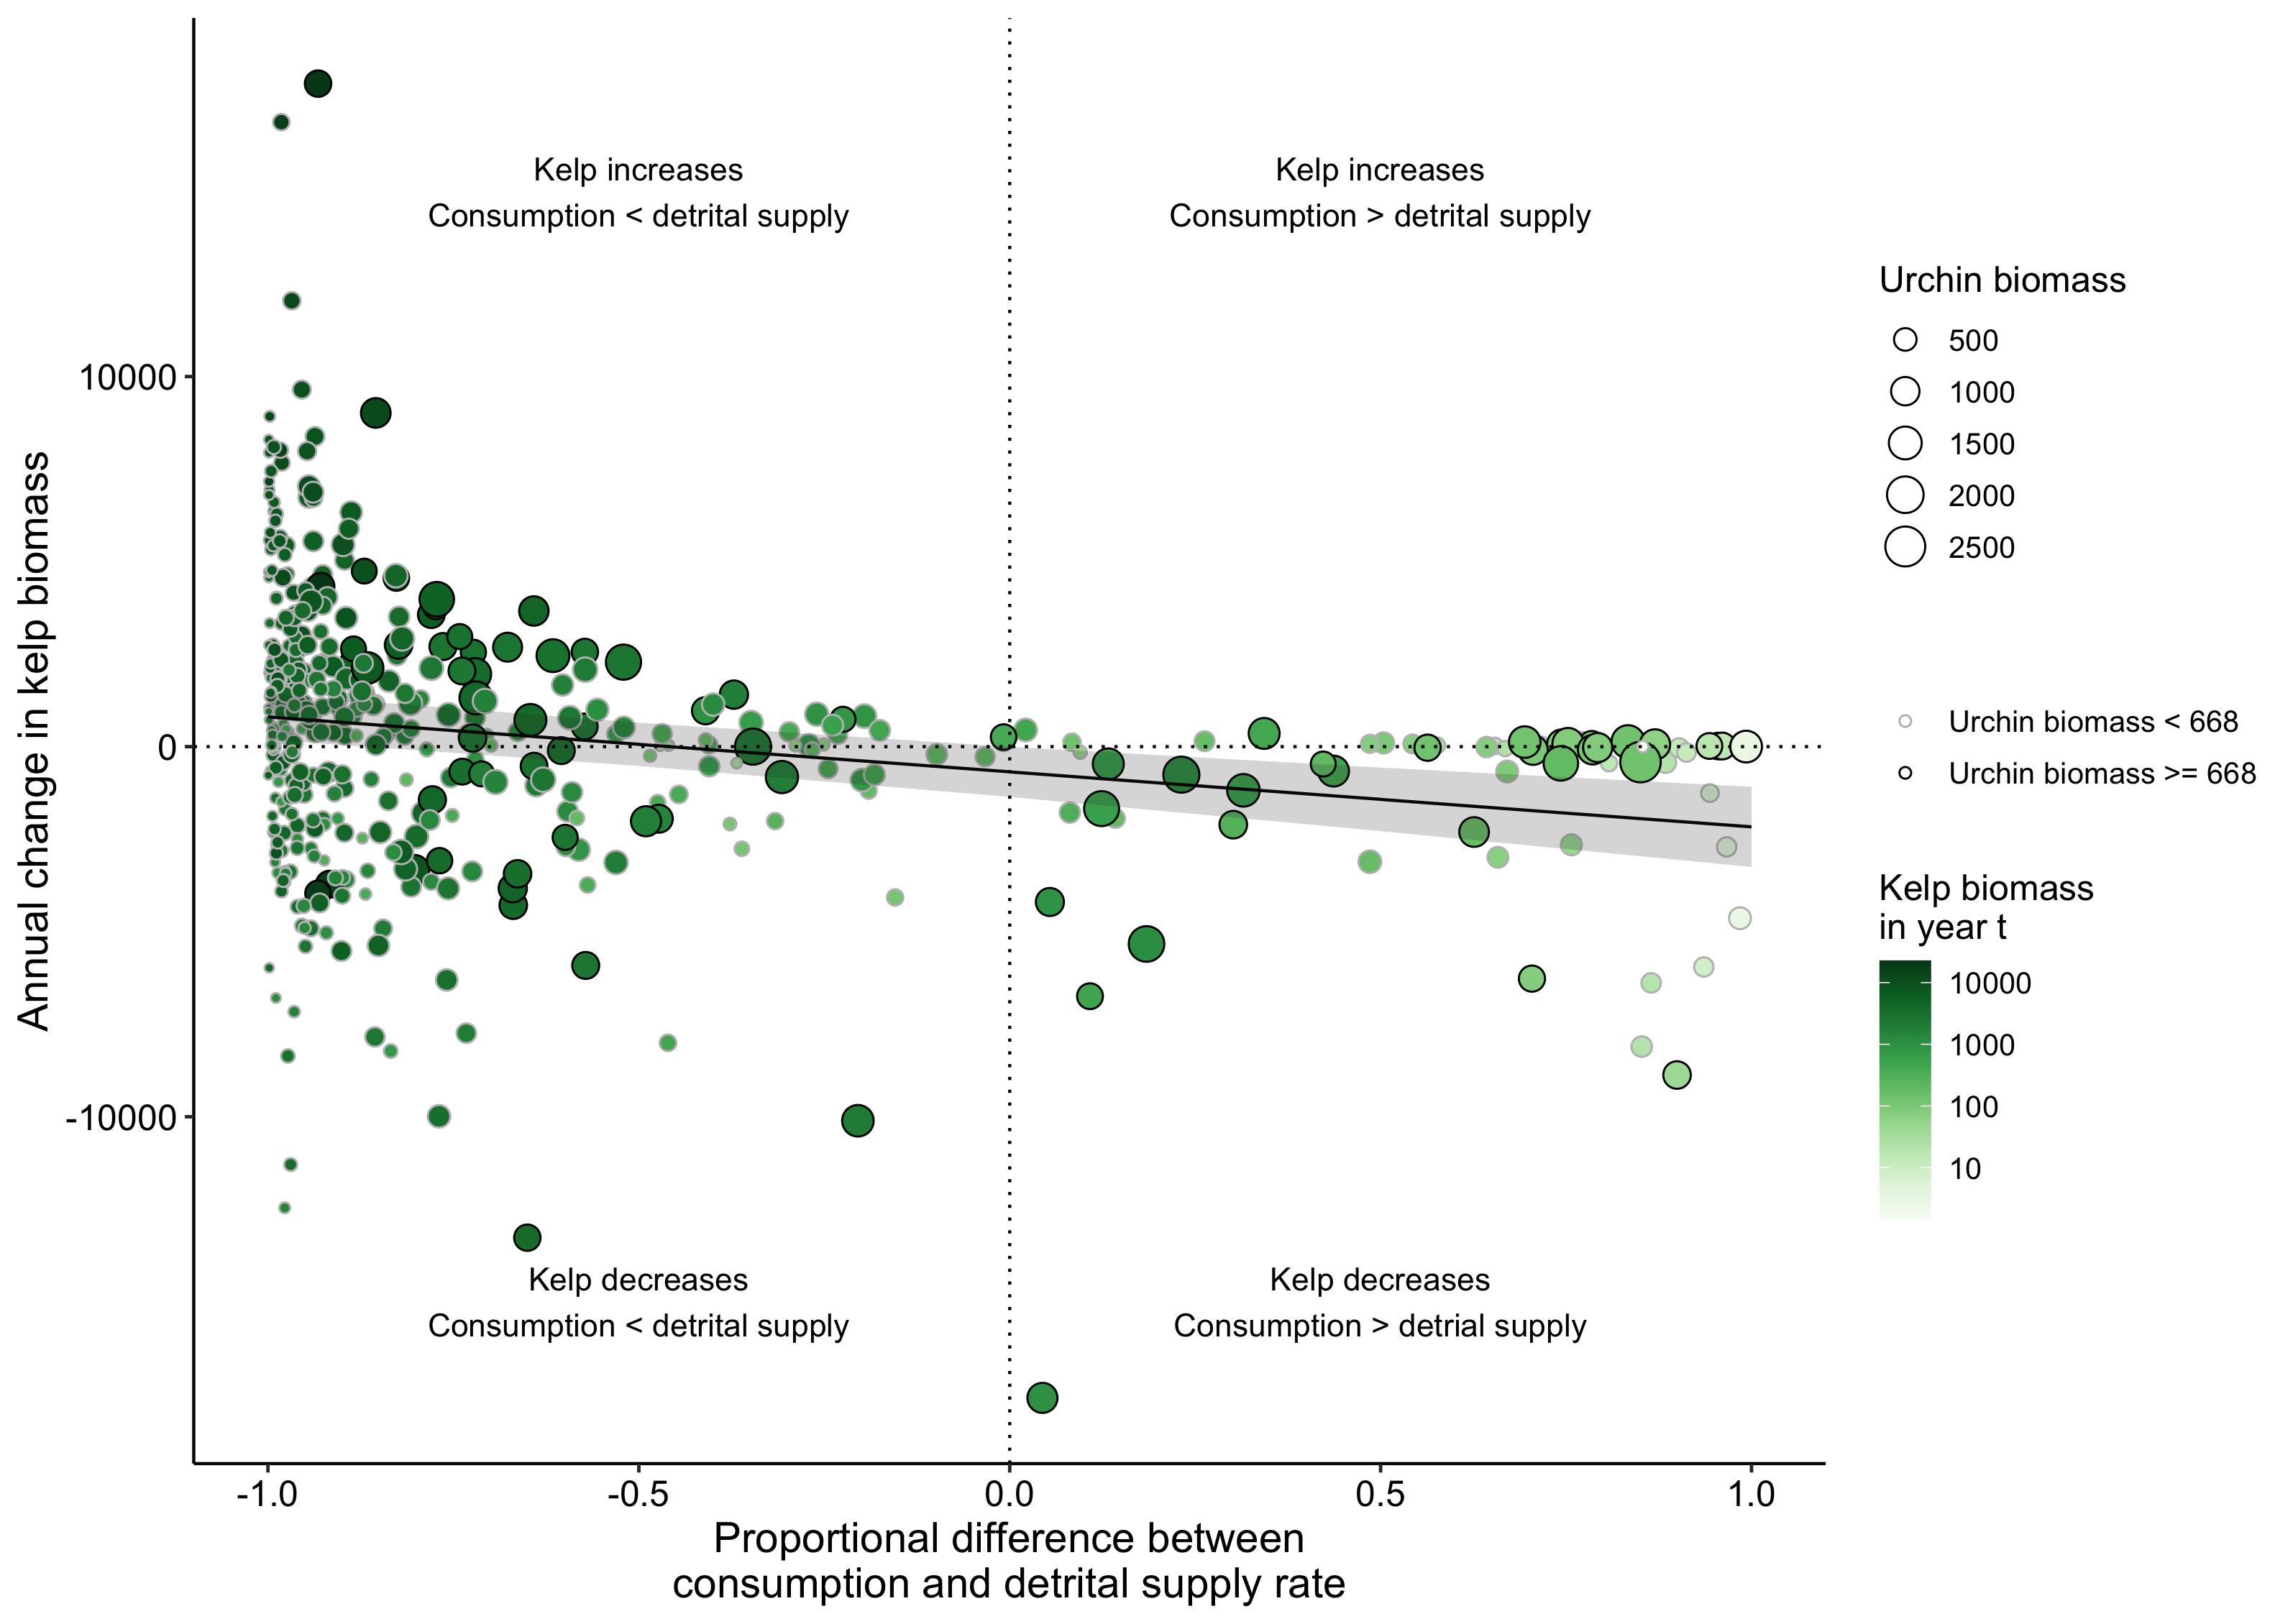 Kelp increases
Consumption < detrital supply
Kelp increases
Consumption > detrital supply
Kelp decreases
Consumption < detrital supply
Kelp decreases
Consumption > detrial supply
Annual change in kelp biomass
10000
0
-10000
-1.0
-0.5
0.0
0.5
1.0
Proportional difference between
consumption and detrital supply rate
Urchin biomass
500
1000
1500
2000
2500
Urchin biomass < 668
Urchin biomass >= 668
Kelp biomass
in year t
10000
1000
100
10